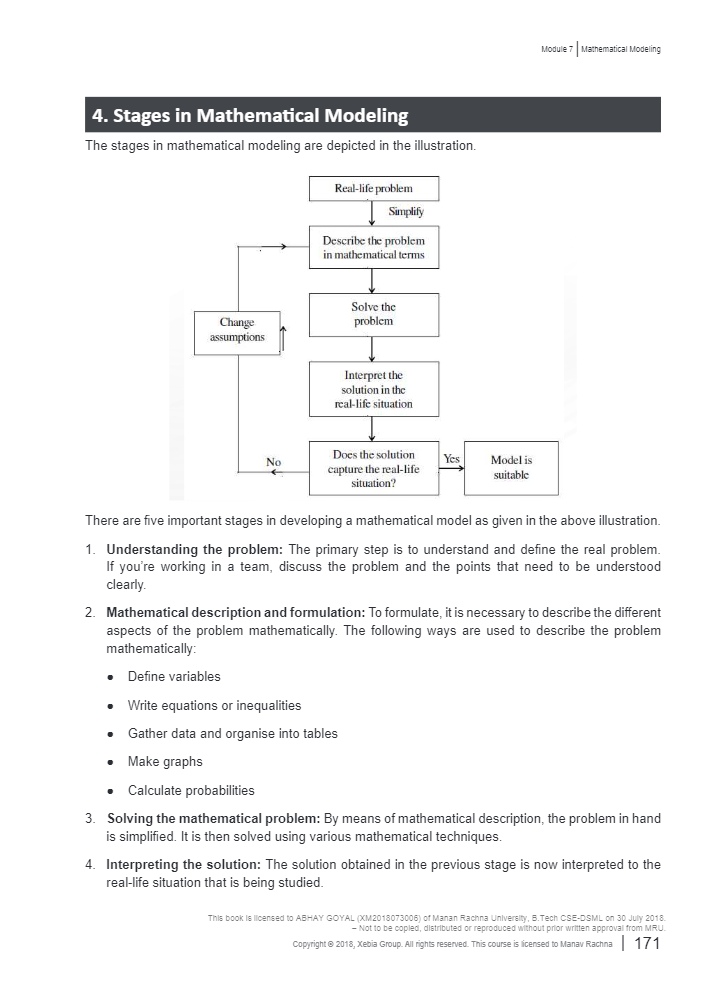 Module 7 | Mathematical Modeling
4. Stages in Mathematical Modeling
The stages in mathematical modeling are depicted in the illustration.
Real-life problem
Simplify
Describe the problem
in mathematical terms
Solve the
problem
Change
assumptions
Interpret the
solution in the
real-life situation
No
Does the solution
capture the real-life
situation?
Yes
Model is
suitable
There are five important stages in developing a mathematical model as given in the above illustration.
1. Understanding the problem: The primary step is to understand and define the real problem.
If you're working in a team, discuss the problem and the points that need to be understood
clearly.
2. Mathematical description and formulation: To formulate, it is necessary to describe the different
aspects of the problem mathematically. The following ways are used to describe the problem
mathematically:
• Define variables
• Write equations or inequalities
• Gather data and organise into tables
• Make graphs
• Calculate probabilities
3. Solving the mathematical problem: By means of mathematical description, the problem in hand
is simplified. It is then solved using various mathematical techniques.
4. Interpreting the solution: The solution obtained in the previous stage is now interpreted to the
real-life situation that is being studied.
This book is licensed to ABHAY GOYAL (XM2018073006) of Manan Rachna University, B.Tech CSE-DSML on 30 July 2018.
– Not to be copied, distributed or reproduced without prior written approval from MRU.
Copyright © 2018, Xebia Group. All rights reserved. This course is licensed to Manav Rachna | 171